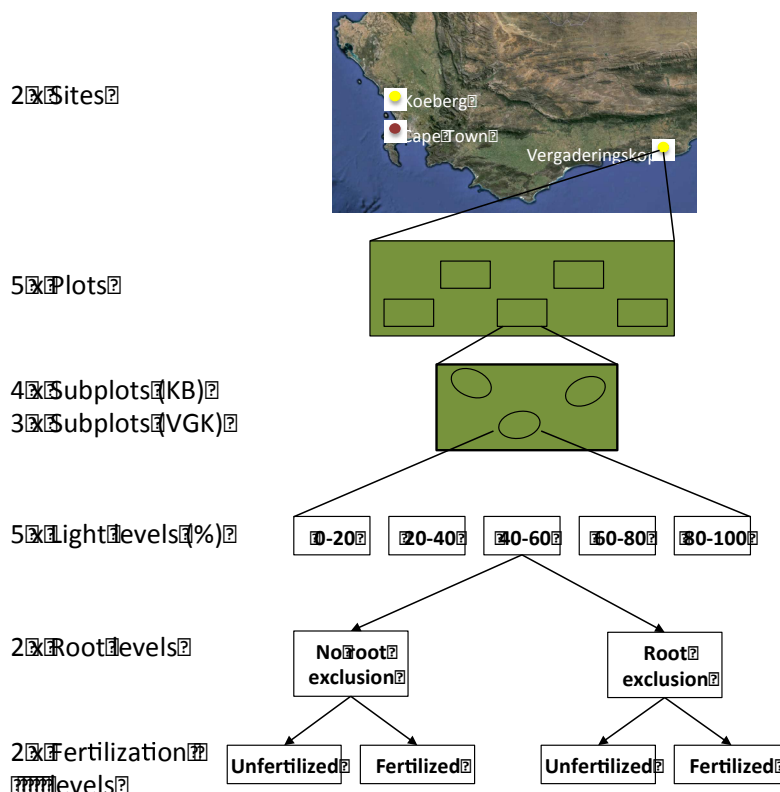 2 x Sites
Koeberg
Cape Town
Vergaderingskop
5 x Plots
4 x Subplots (KB)
3 x Subplots (VGK)
5 x Light levels (%)
0-20 20-40 40-60 60-80 80-100
2 x Root levels
No root exclusion
Root exclusion
2 x Fertilization
levels
Unfertilized Fertilized Unfertilized Fertilized